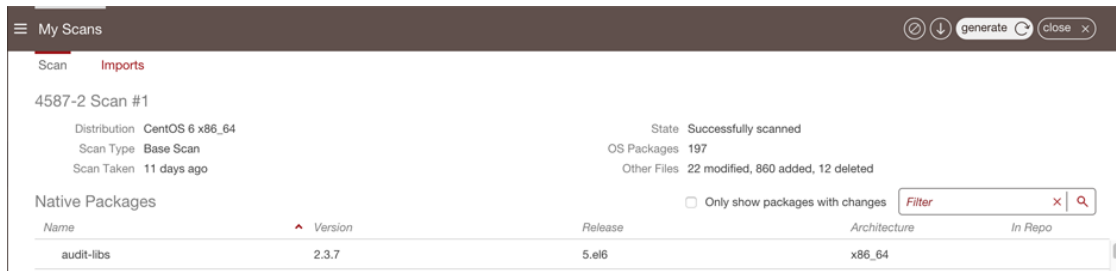 My Scans generate close
Scan Imports
4587-2 Scan #1
Distribution CentOS 6 x86_64 State Successfully scanned
Scan Type Base Scan OS Packages 197
Scan Taken 11 days ago Other Files 22 modified, 860 added, 12 deleted
Native Packages Only show packages with changes Filter
Name Version Release Architecture In Repo
audit-libs 2.3.7 5.el6 x86_64